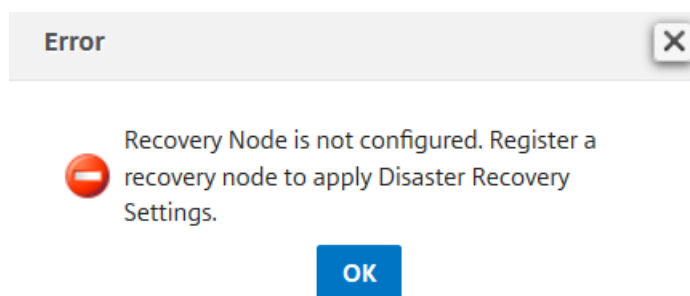 Error
Recovery Node is not configured. Register a
recovery node to apply Disaster Recovery
Settings.
OK